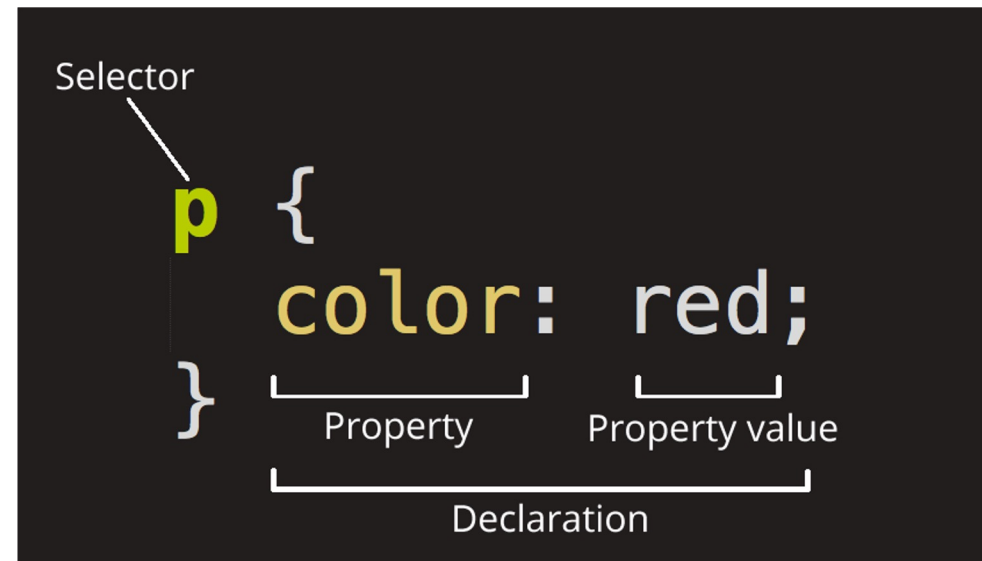 Selector
p {
color: red;
}
Property Property value
Declaration